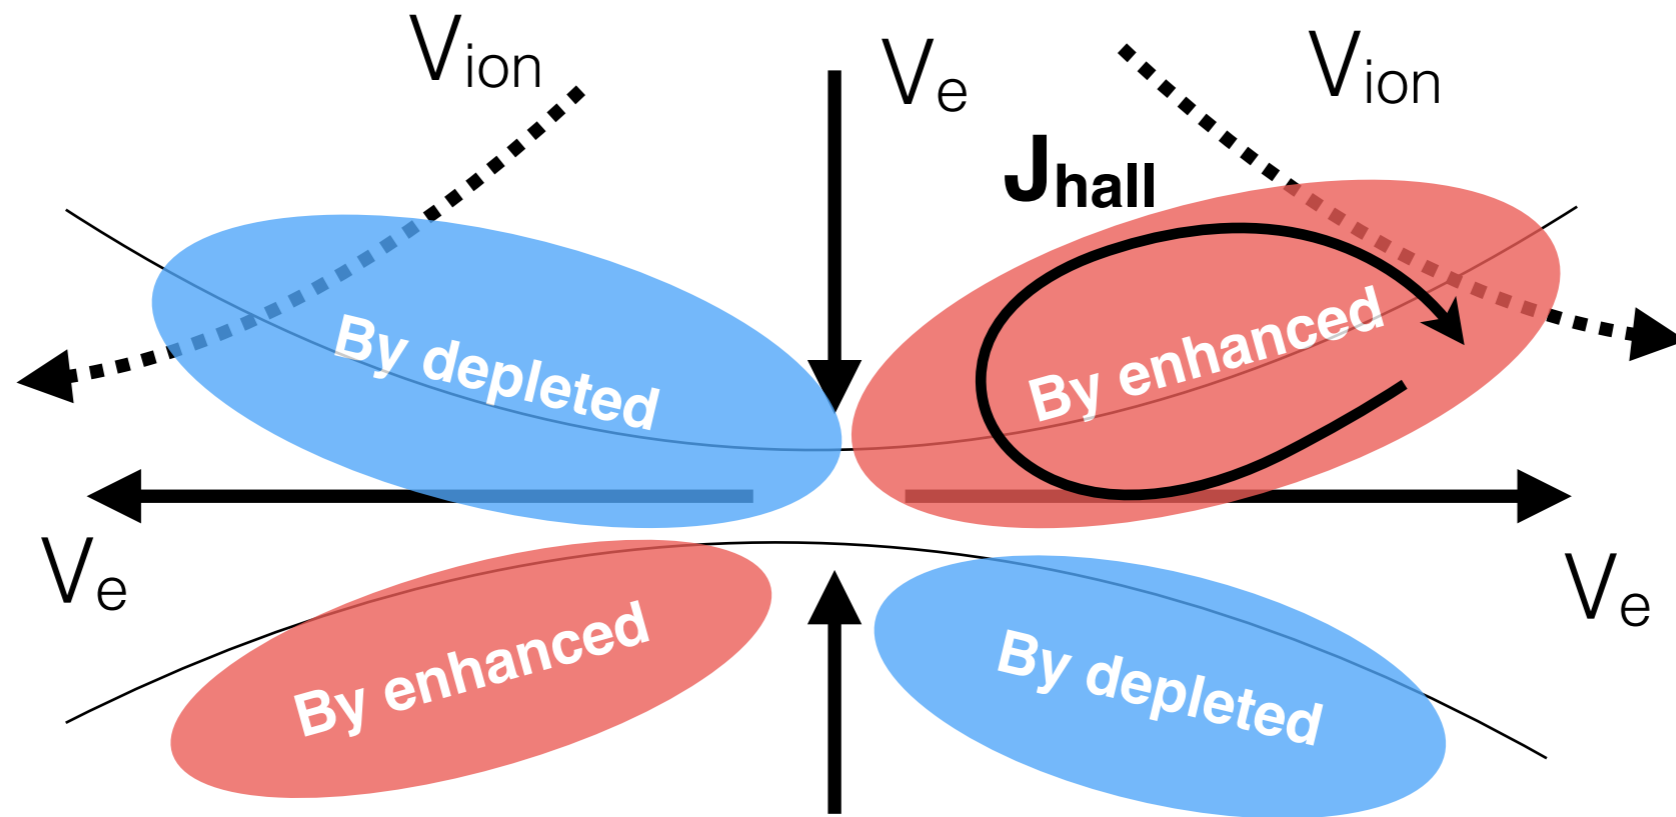 Vion
Ve
Vion
Jhall
By depleted
By enhanced
Ve
Ve
By enhanced
By depleted